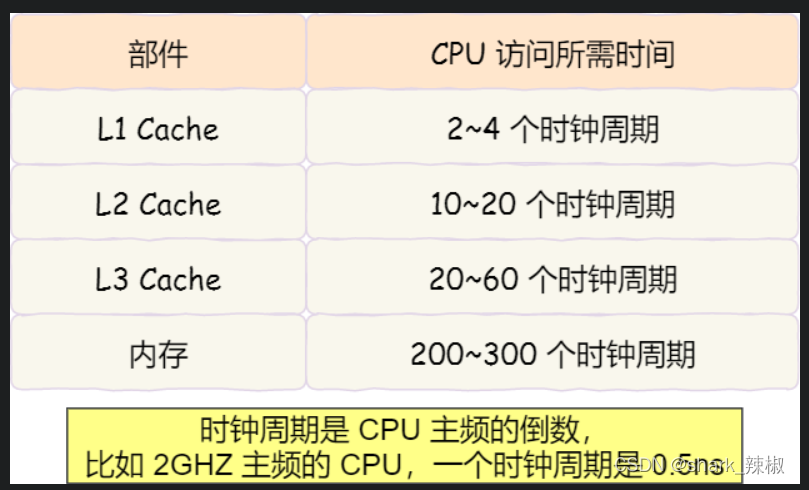 部件 CPU 访问所需时间
L1 Cache 2~4 个时钟周期
L2 Cache 10~20 个时钟周期
L3 Cache 20~60 个时钟周期
内存 200~300 个时钟周期
时钟周期是 CPU 主频的倒数，
比如 2GHZ 主频的 CPU，一个时钟周期是 0.5ns
CSDN @shark_辣椒